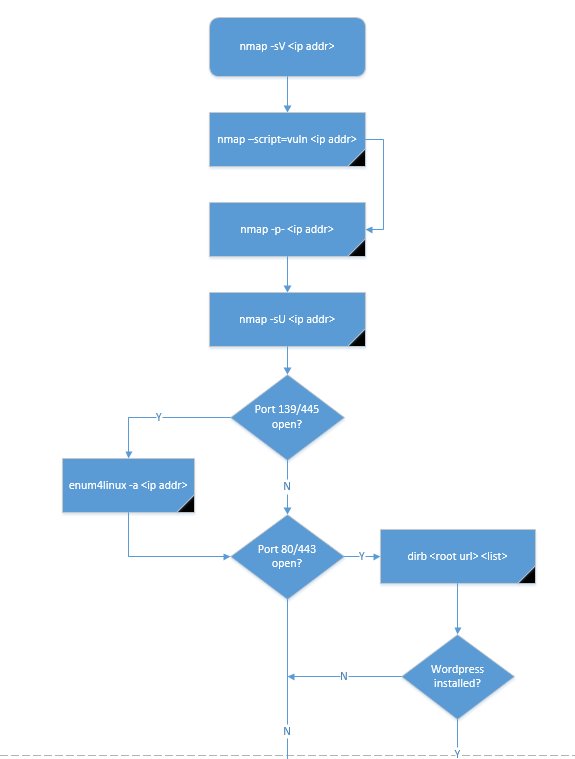 nmap -sV <ip addr>
nmap –script=vuln <ip addr>
nmap -p- <ip addr>
nmap -sU <ip addr>
Port 139/445
open?
Y
enum4linux -a <ip addr>
N
Port 80/443
open?
Y
dirb <root url> <list>
Wordpress
installed?
N
N
Y